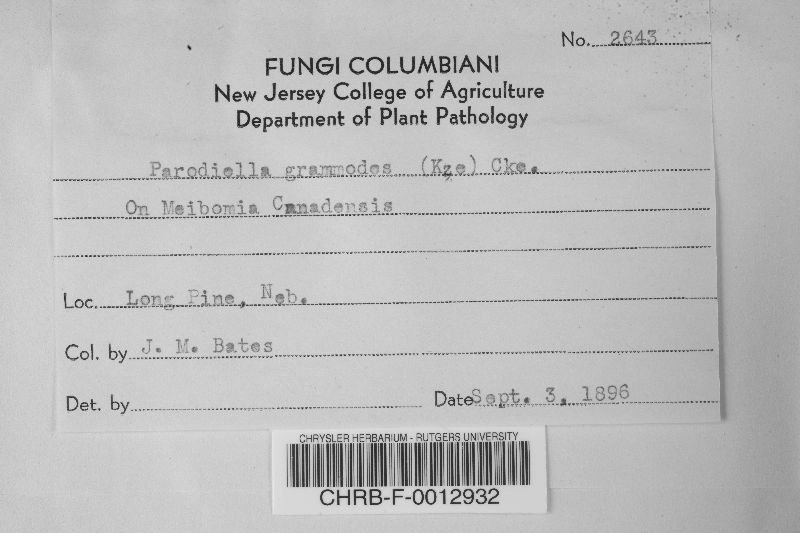 No. 2643
FUNGI COLUMBIANI
New Jersey College of Agriculture
Department of Plant Pathology
Parodiella grammodes (Kze) Cke.
On Meibomia Canadensis
Loc. Long Pine, Neb.
Col. by J. M. Bates
Det. by Date Sept. 3, 1896
CHRYSLER HERBARIUM - RUTGERS UNIVERSITY
CHRB-F-0012932